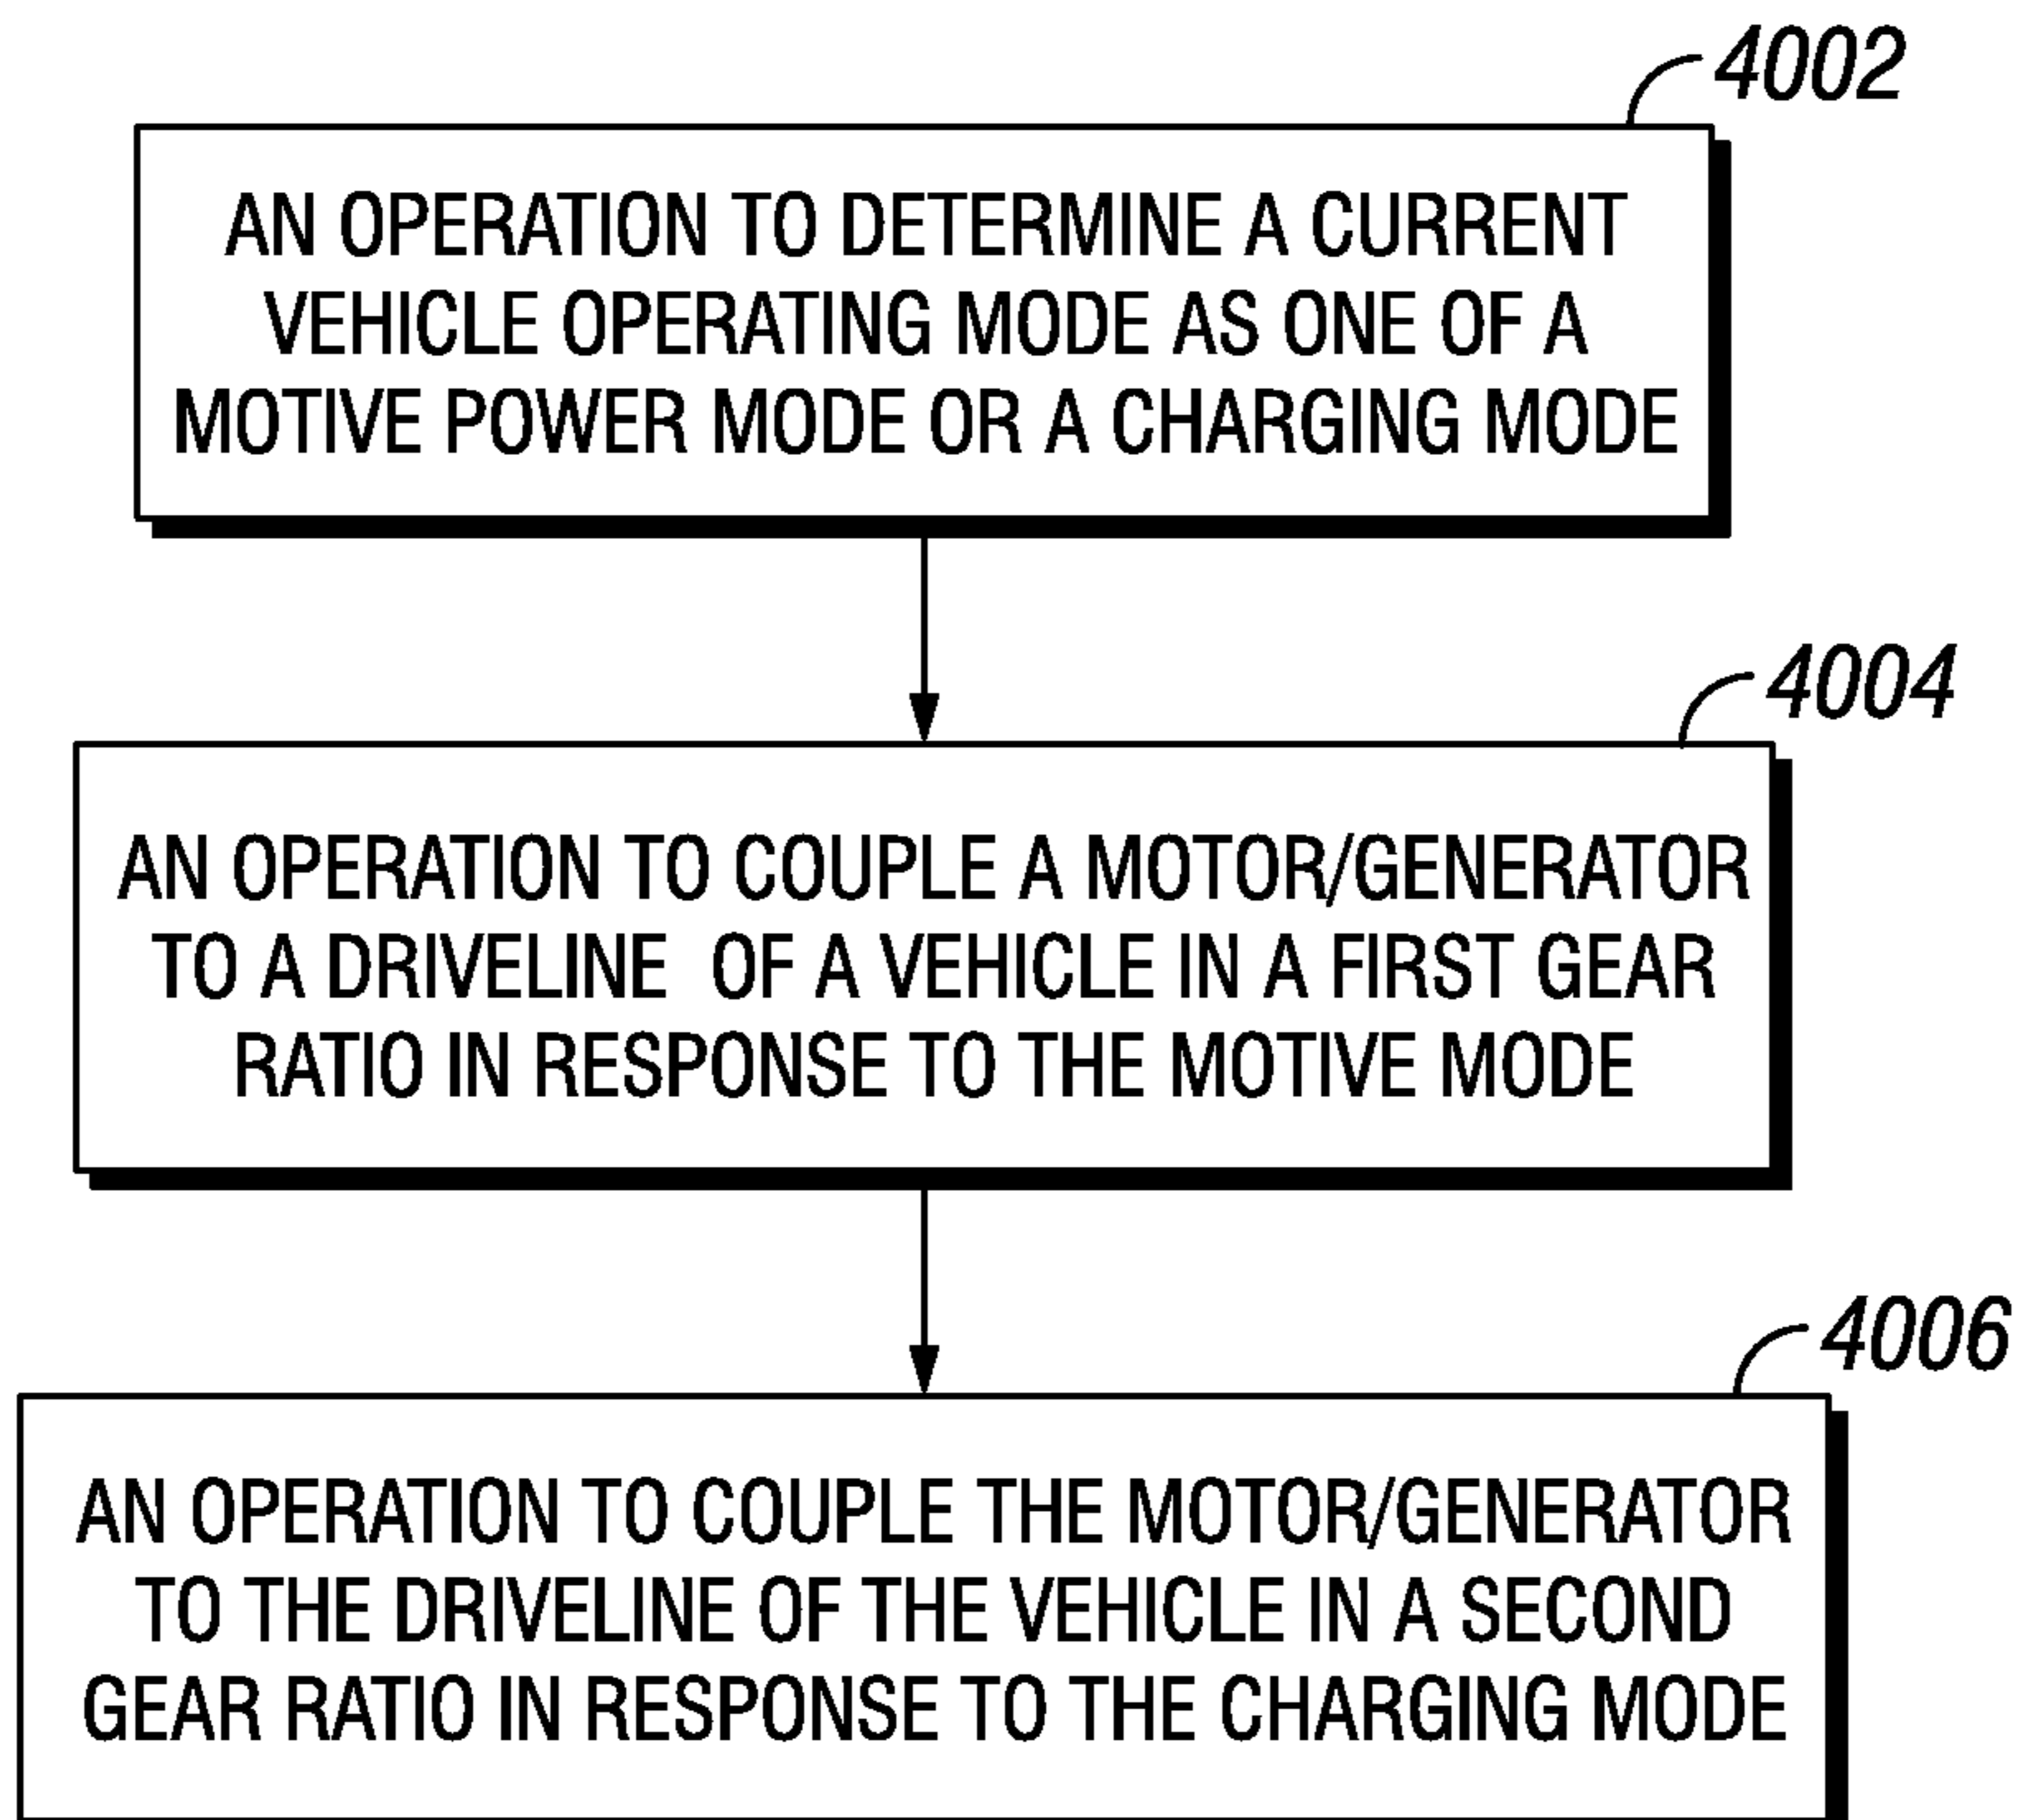 4002
AN OPERATION TO DETERMINE A CURRENT
VEHICLE OPERATING MODE AS ONE OF A
MOTIVE POWER MODE OR A CHARGING MODE
4004
AN OPERATION TO COUPLE A MOTOR/GENERATOR
TO A DRIVELINE OF A VEHICLE IN A FIRST GEAR
RATIO IN RESPONSE TO THE MOTIVE MODE
4006
AN OPERATION TO COUPLE THE MOTOR/GENERATOR
TO THE DRIVELINE OF THE VEHICLE IN A SECOND
GEAR RATIO IN RESPONSE TO THE CHARGING MODE